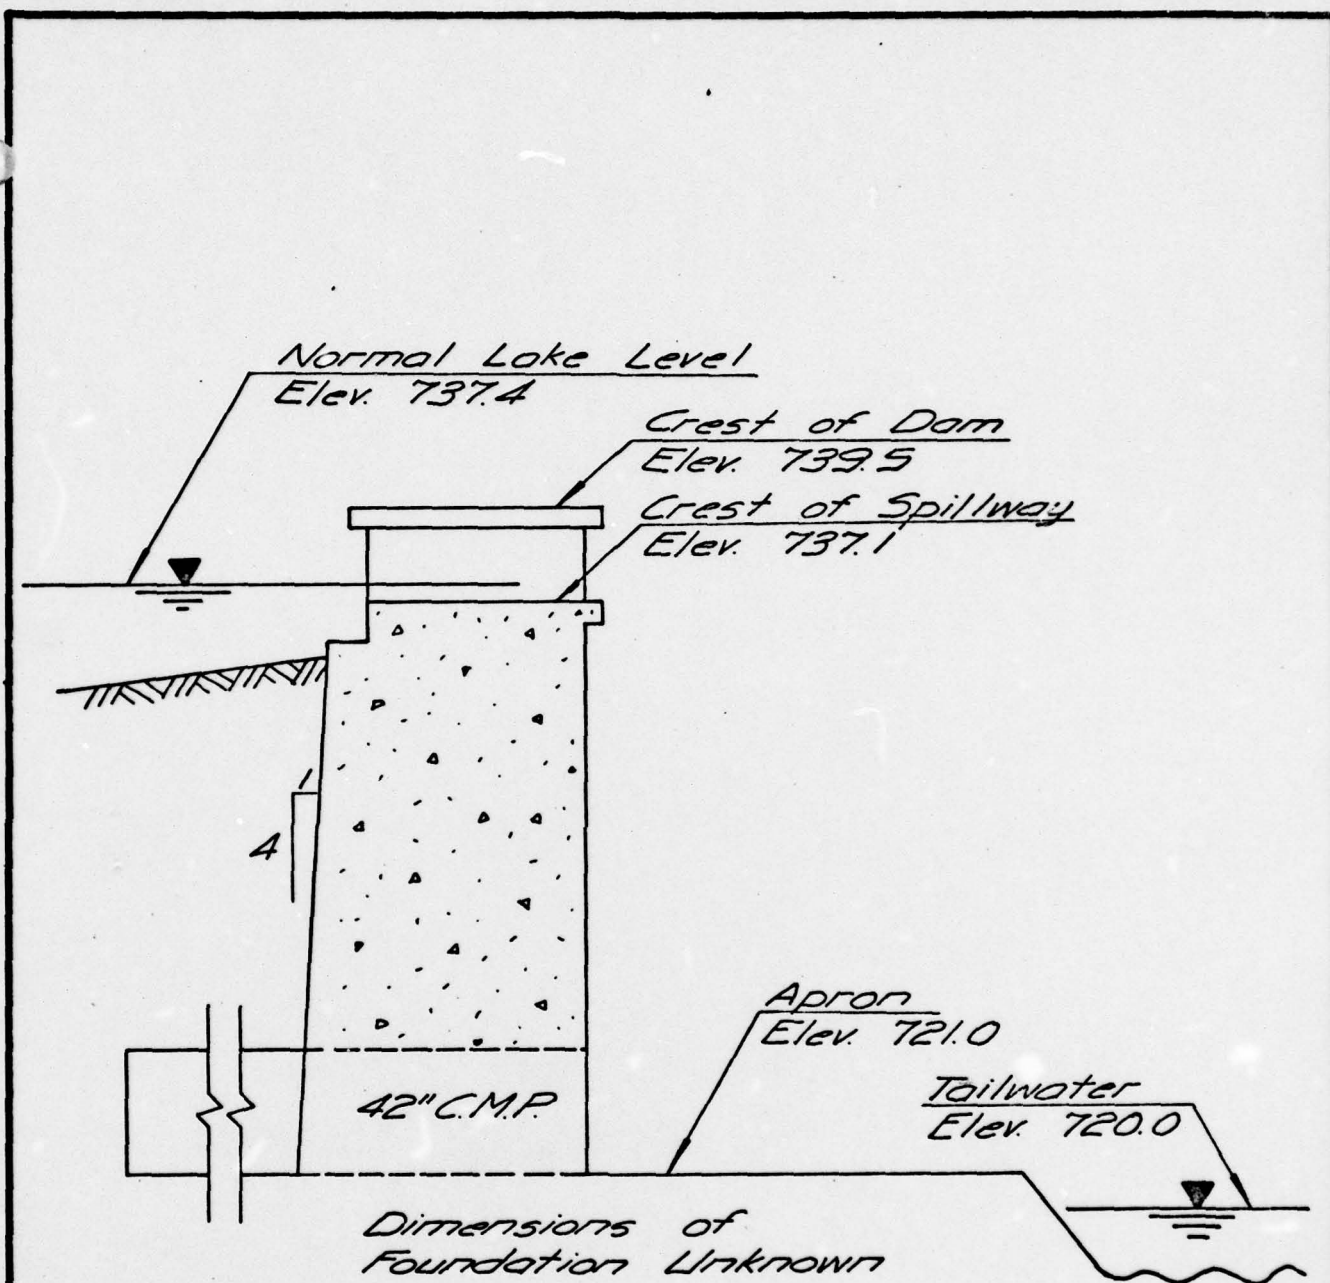 Normal Lake Level
Elev. 737.4
Crest of Dam
Elev. 739.5
Crest of Spillway
Elev. 737.1
1
4
Apron
Elev. 721.0
42" C.M.P.
Tailwater
Elev. 720.0
Dimensions of
Foundation Unknown